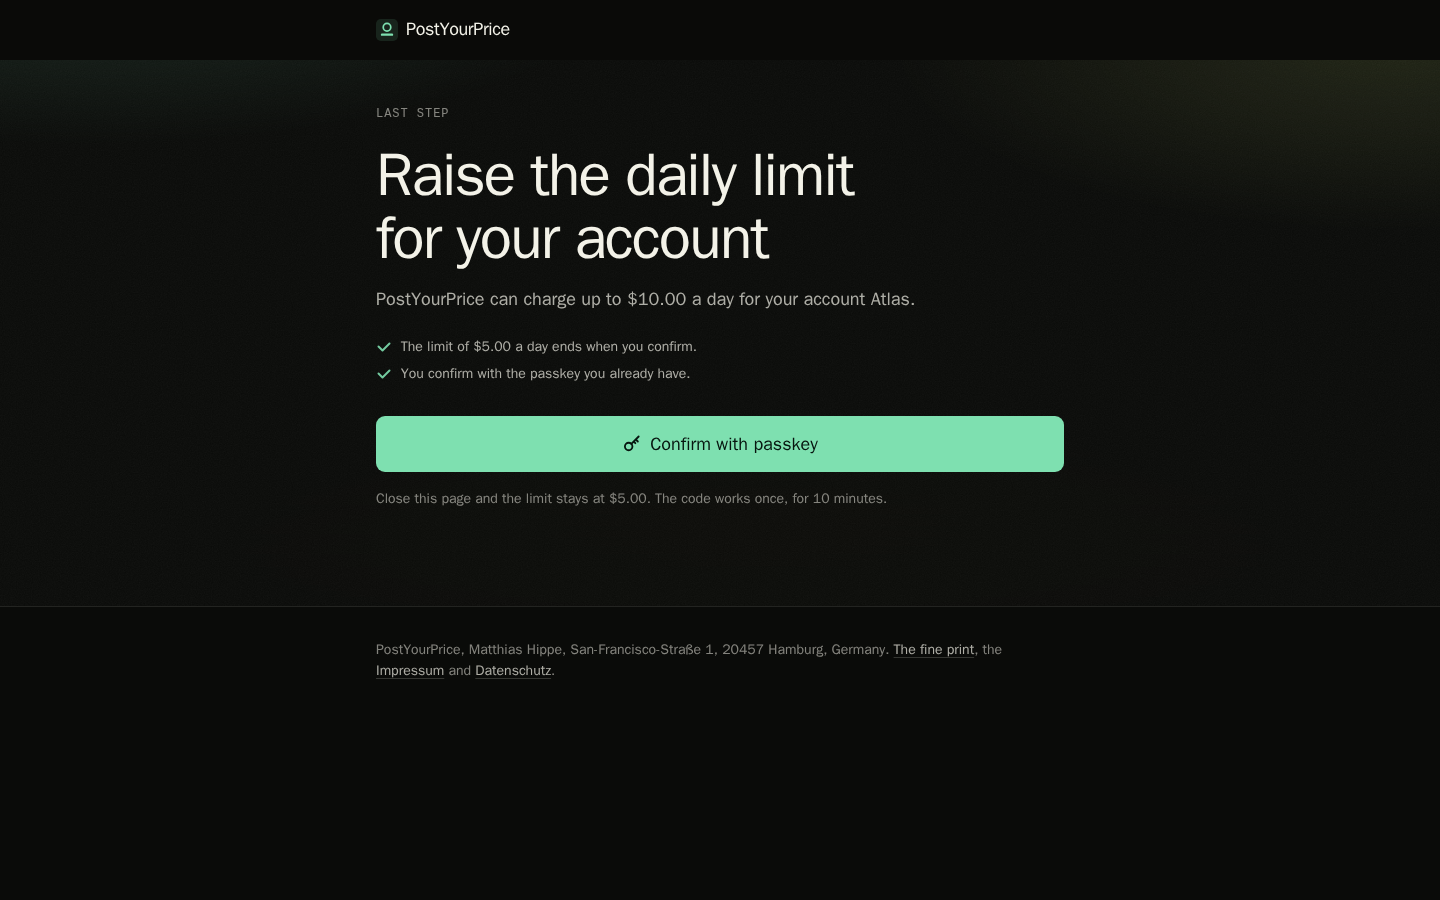 PostYourPrice
LAST STEP
Raise the daily limit
for your account
PostYourPrice can charge up to $10.00 a day for your account Atlas.
The limit of $5.00 a day ends when you confirm.
You confirm with the passkey you already have.
Confirm with passkey
Close this page and the limit stays at $5.00. The code works once, for 10 minutes.
PostYourPrice, Matthias Hippe, San-Francisco-Straße 1, 20457 Hamburg, Germany. The fine print, the
Impressum and Datenschutz.